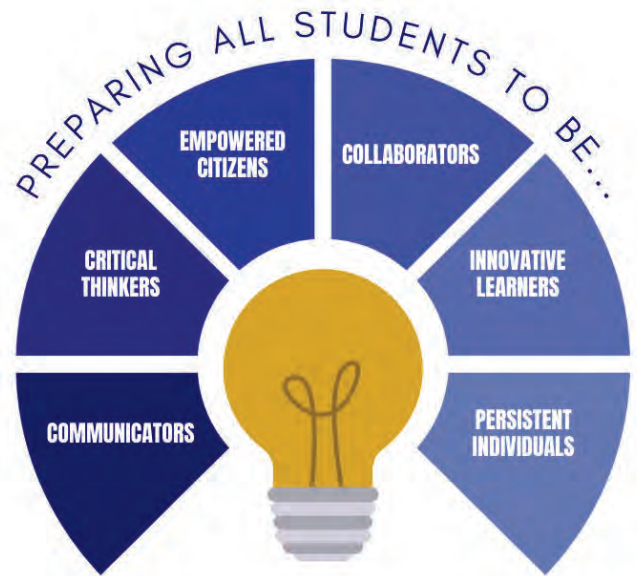 PREPARING ALL STUDENTS TO BE...
COMMUNICATORS
CRITICAL
THINKERS
EMPOWERED
CITIZENS
COLLABORATORS
INNOVATIVE
LEARNERS
PERSISTENT
INDIVIDUALS